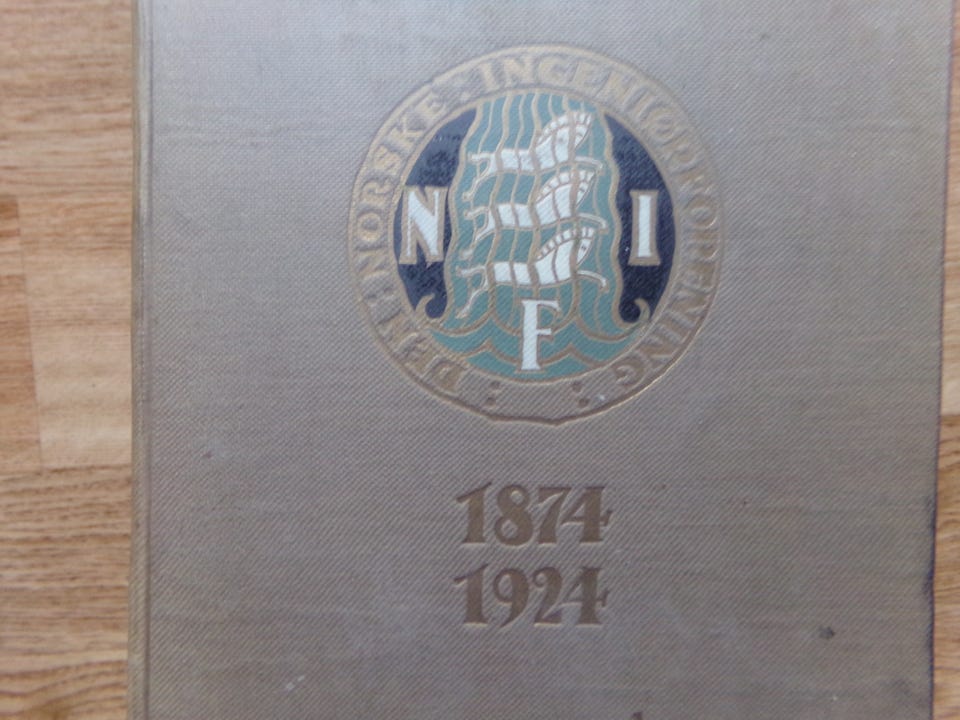 DEN NORSKE · INGENIØRFORENING
N I
F
1874
1924